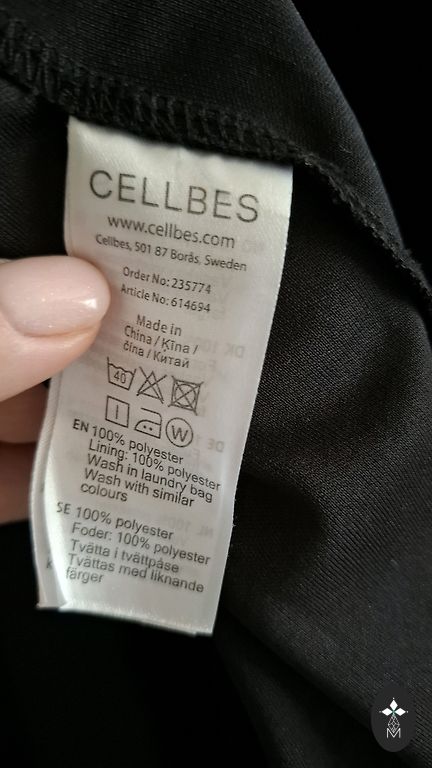 CELLBES
www.cellbes.com
Cellbes, 501 87 Borås, Sweden
Order No: 235774
Article No: 614694
Made in
China / Ķīna /
čína / Китай
40
W
EN 100% polyester
Lining: 100% polyester
Wash in laundry bag
Wash with similar
colours
SE 100% polyester
Foder: 100% polyester
Tvätta i tvättpåse
Tvättas med liknande
färger